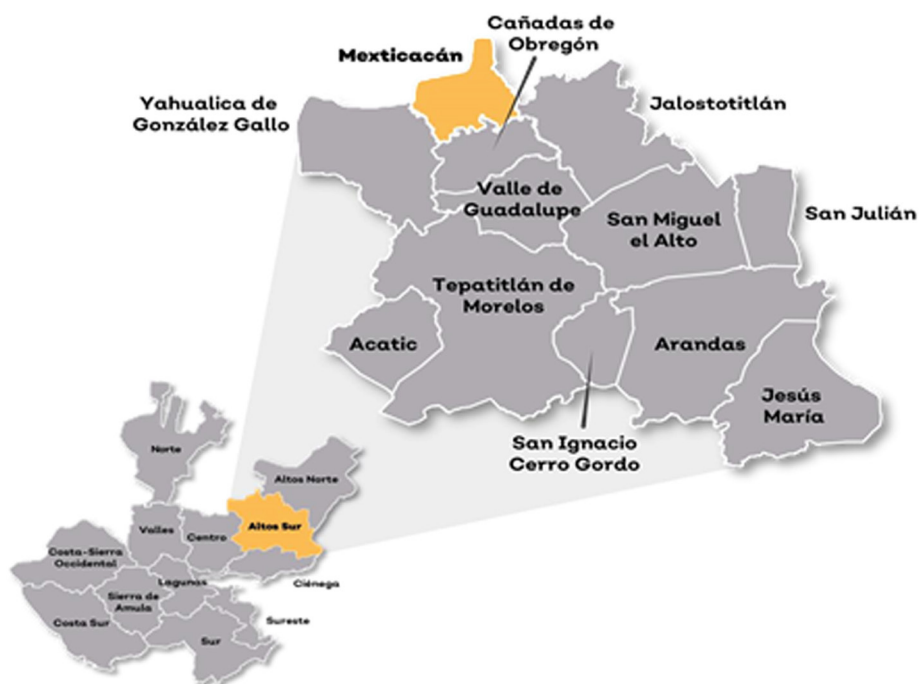 Cañadas de
Obregón
Mexticacán
Yahualica de
González Gallo
Jalostotitlán
Valle de
Guadalupe
San Miguel
el Alto
San Julián
Tepatitlán de
Morelos
Acatic
Arandas
Jesús
María
San Ignacio
Cerro Gordo
Norte
Altos Norte
Altos Sur
Valles
Centro
Costa-Sierra
Occidental
Lagunas
Ciénega
Sierra de
Amula
Costa Sur
Sureste
Sur